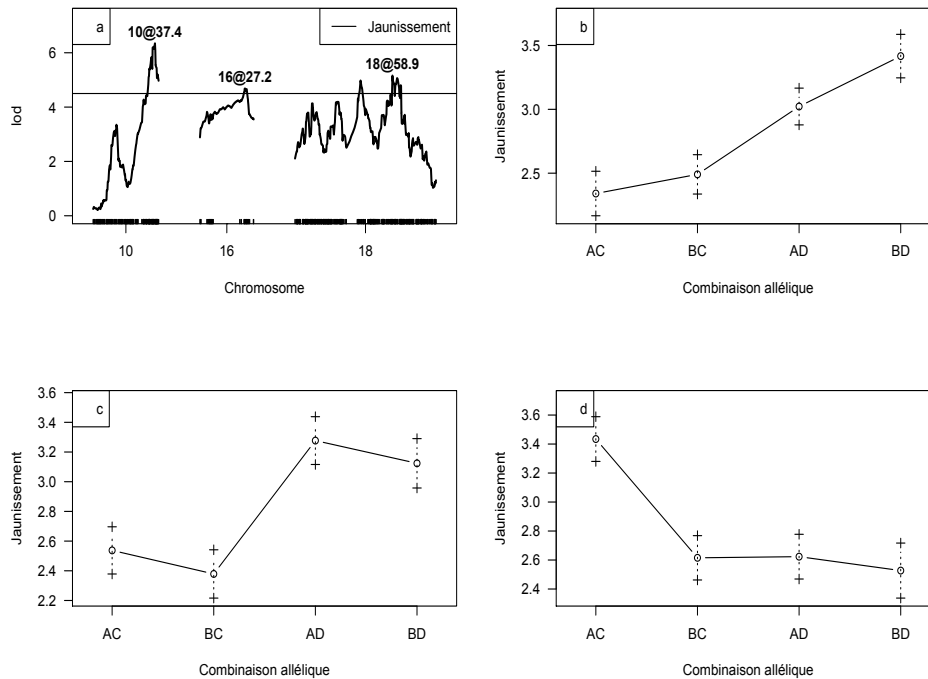 a
10@37.4
16@27.2
18@58.9
Jaunissement
lod
6
4
2
0
10
16
18
Chromosome
b
Jaunissement
3.5
3.0
2.5
AC
BC
AD
BD
Combinaison allélique
c
Jaunissement
3.6
3.4
3.2
3.0
2.8
2.6
2.4
2.2
AC
BC
AD
BD
Combinaison allélique
d
Jaunissement
3.6
3.4
3.2
3.0
2.8
2.6
2.4
AC
BC
AD
BD
Combinaison allélique